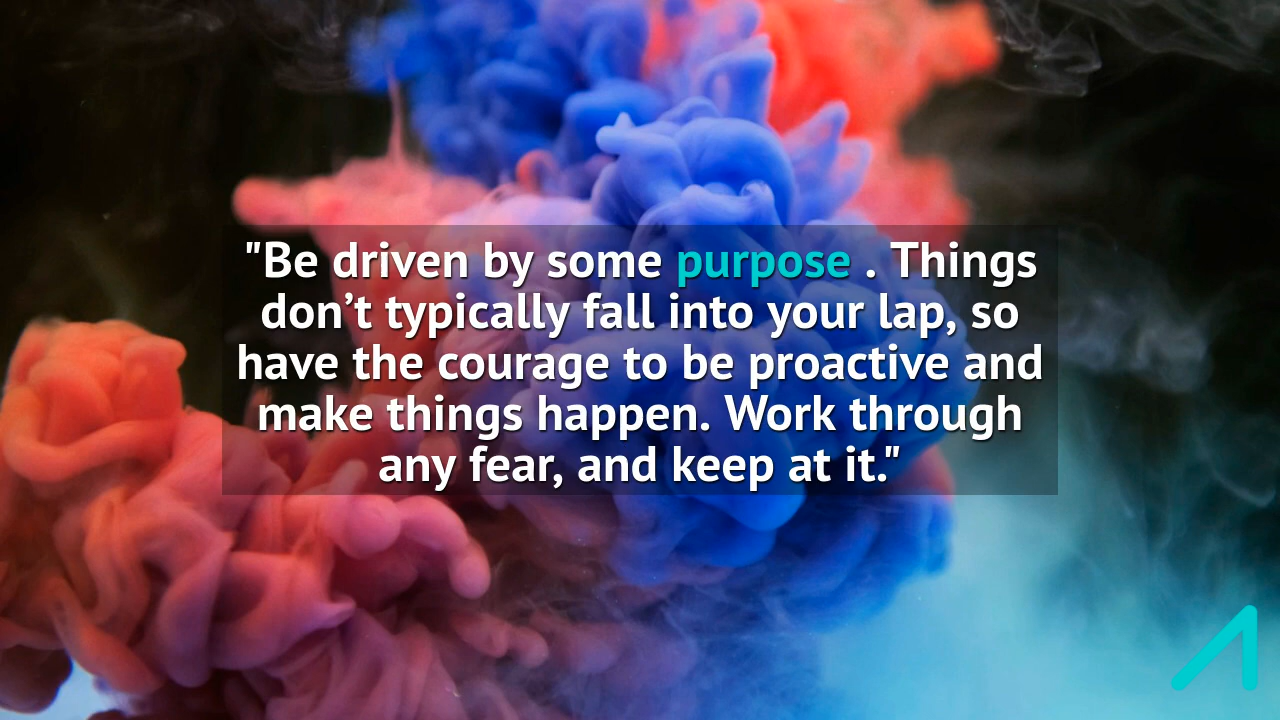 "Be driven by some purpose . Things
don’t typically fall into your lap, so
have the courage to be proactive and
make things happen. Work through
any fear, and keep at it."